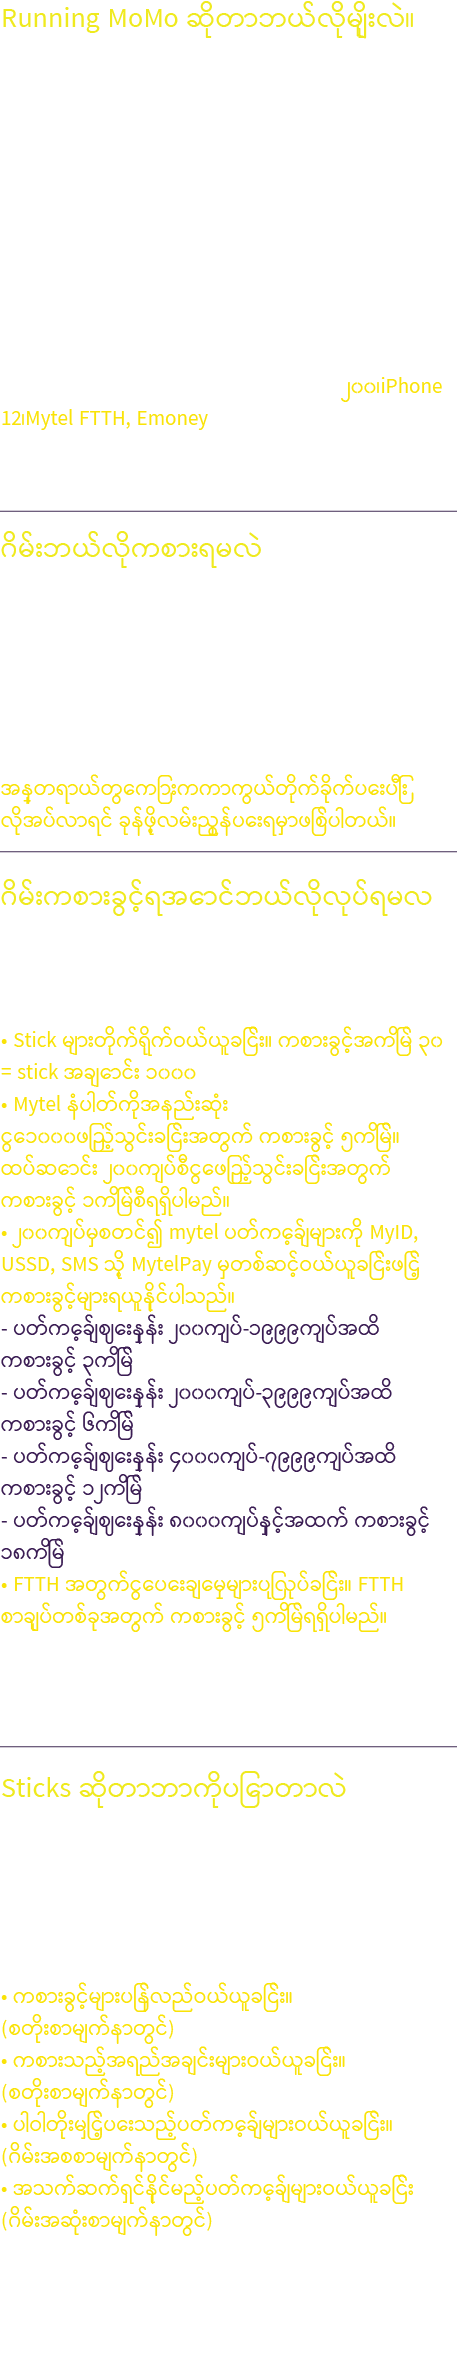 Running MoMo ဆိုတာဘယ်လိုမျိုးလဲ။
၂၀၀၊iPhone
12၊Mytel FTTH, Emoney
ဂိမ်းဘယ်လိုကစားရမလဲ
အန္တရာယ်တွကြေားကကာကွယ်တိုက်ခိုက်ပေးပြီး
လိုအပ်လာရင် ခုန်ဖို့လမ်းညွှန်ပေးရမှာဖြစ်ပါတယ်။
ဂိမ်းကစားခွင့်ရအောင်ဘယ်လိုလုပ်ရမလ
• Stick များတိုက်ရိုက်ဝယ်ယူခြင်း။ ကစားခွင့်အကြိမ် ၃၀
= stick အချောင်း ၁၀၀၀
• Mytel နံပါတ်ကိုအနည်းဆုံး
ငွေ၁၀၀၀ဖြည့်သွင်းခြင်းအတွက် ကစားခွင့် ၅ကြိမ်။
ထပ်ဆောင်း ၂၀၀ကျပ်စီငွေဖြည့်သွင်းခြင်းအတွက်
ကစားခွင့် ၁ကြိမ်စီရရှိပါမည်။
• ၂၀၀ကျပ်မှစတင်၍ mytel ပတ်ကေ့ချ်များကို MyID,
USSD, SMS သို့ MytelPay မှတစ်ဆင့်ဝယ်ယူခြင်းဖြင့်
ကစားခွင့်များရယူနိုင်ပါသည်။
- ပတ်ကေ့ချ်ဈေးနှုန်း ၂၀၀ကျပ်-၁၉၉၉ကျပ်အထိ
ကစားခွင့် ၃ကြိမ်
- ပတ်ကေ့ချ်ဈေးနှုန်း ၂၀၀၀ကျပ်-၃၉၉၉ကျပ်အထိ
ကစားခွင့် ၆ကြိမ်
- ပတ်ကေ့ချ်ဈေးနှုန်း ၄၀၀၀ကျပ်-၇၉၉၉ကျပ်အထိ
ကစားခွင့် ၁၂ကြိမ်
- ပတ်ကေ့ချ်ဈေးနှုန်း ၈၀၀၀ကျပ်နှင့်အထက် ကစားခွင့်
၁၈ကြိမ်
• FTTH အတွက်ငွေပေးချေမှုများပြုလုပ်ခြင်း။ FTTH
စာချုပ်တစ်ခုအတွက် ကစားခွင့် ၅ကြိမ်ရရှိပါမည်။
Sticks ဆိုတာဘာကိုပြောတာလဲ
• ကစားခွင့်များပြန်လည်ဝယ်ယူခြင်း။
(စတိုးစာမျက်နှာတွင်)
• ကစားသည့်အရည်အချင်းများဝယ်ယူခြင်း။
(စတိုးစာမျက်နှာတွင်)
• ပါဝါတိုးမြှင့်ပေးသည့်ပတ်ကေ့ချ်များဝယ်ယူခြင်း။
(ဂိမ်းအစစာမျက်နှာတွင်)
• အသက်ဆက်ရှင်နိုင်မည့်ပတ်ကေ့ချ်များဝယ်ယူခြင်း
(ဂိမ်းအဆုံးစာမျက်နှာတွင်)